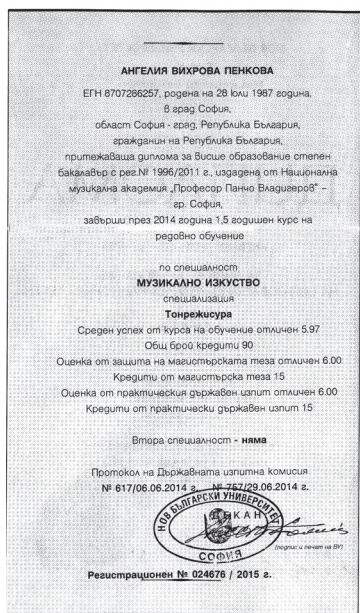 АНГЕЛИЯ ВИХРОВА ПЕНКОВА
ЕГН 8707286257, родена на 28 юли 1987 година,
в град София,
област София - град, Република България,
гражданин на Република България,
притежаваща диплома за висше образование степен
бакалавър с рег.№ 1996/2011 г., издадена от Национална
музикална академия „Професор Панчо Владигеров" –
гр. София,
завърши през 2014 година 1,5 годишен курс на
редовно обучение
по специалност
МУЗИКАЛНО ИЗКУСТВО
специализация
Тонрежисура
Среден успех от курса на обучение отличен 5.97
Общ брой кредити 90
Оценка от защита на магистърската теза отличен 6.00
Кредити от магистърска теза 15
Оценка от практическия държавен изпит отличен 6.00
Кредити от практически държавен изпит 15
Втора специалност - няма
Протокол на Държавната изпитна комисия
№ 617/06.06.2014 г. № 757/29.06.2014 г.
НОВ БЪЛГАРСКИ УНИВЕРСИТЕТ
ДЕКАН
СОФИЯ
(подпис и печат на ВУ)
Регистрационен № 024676 / 2015 г.